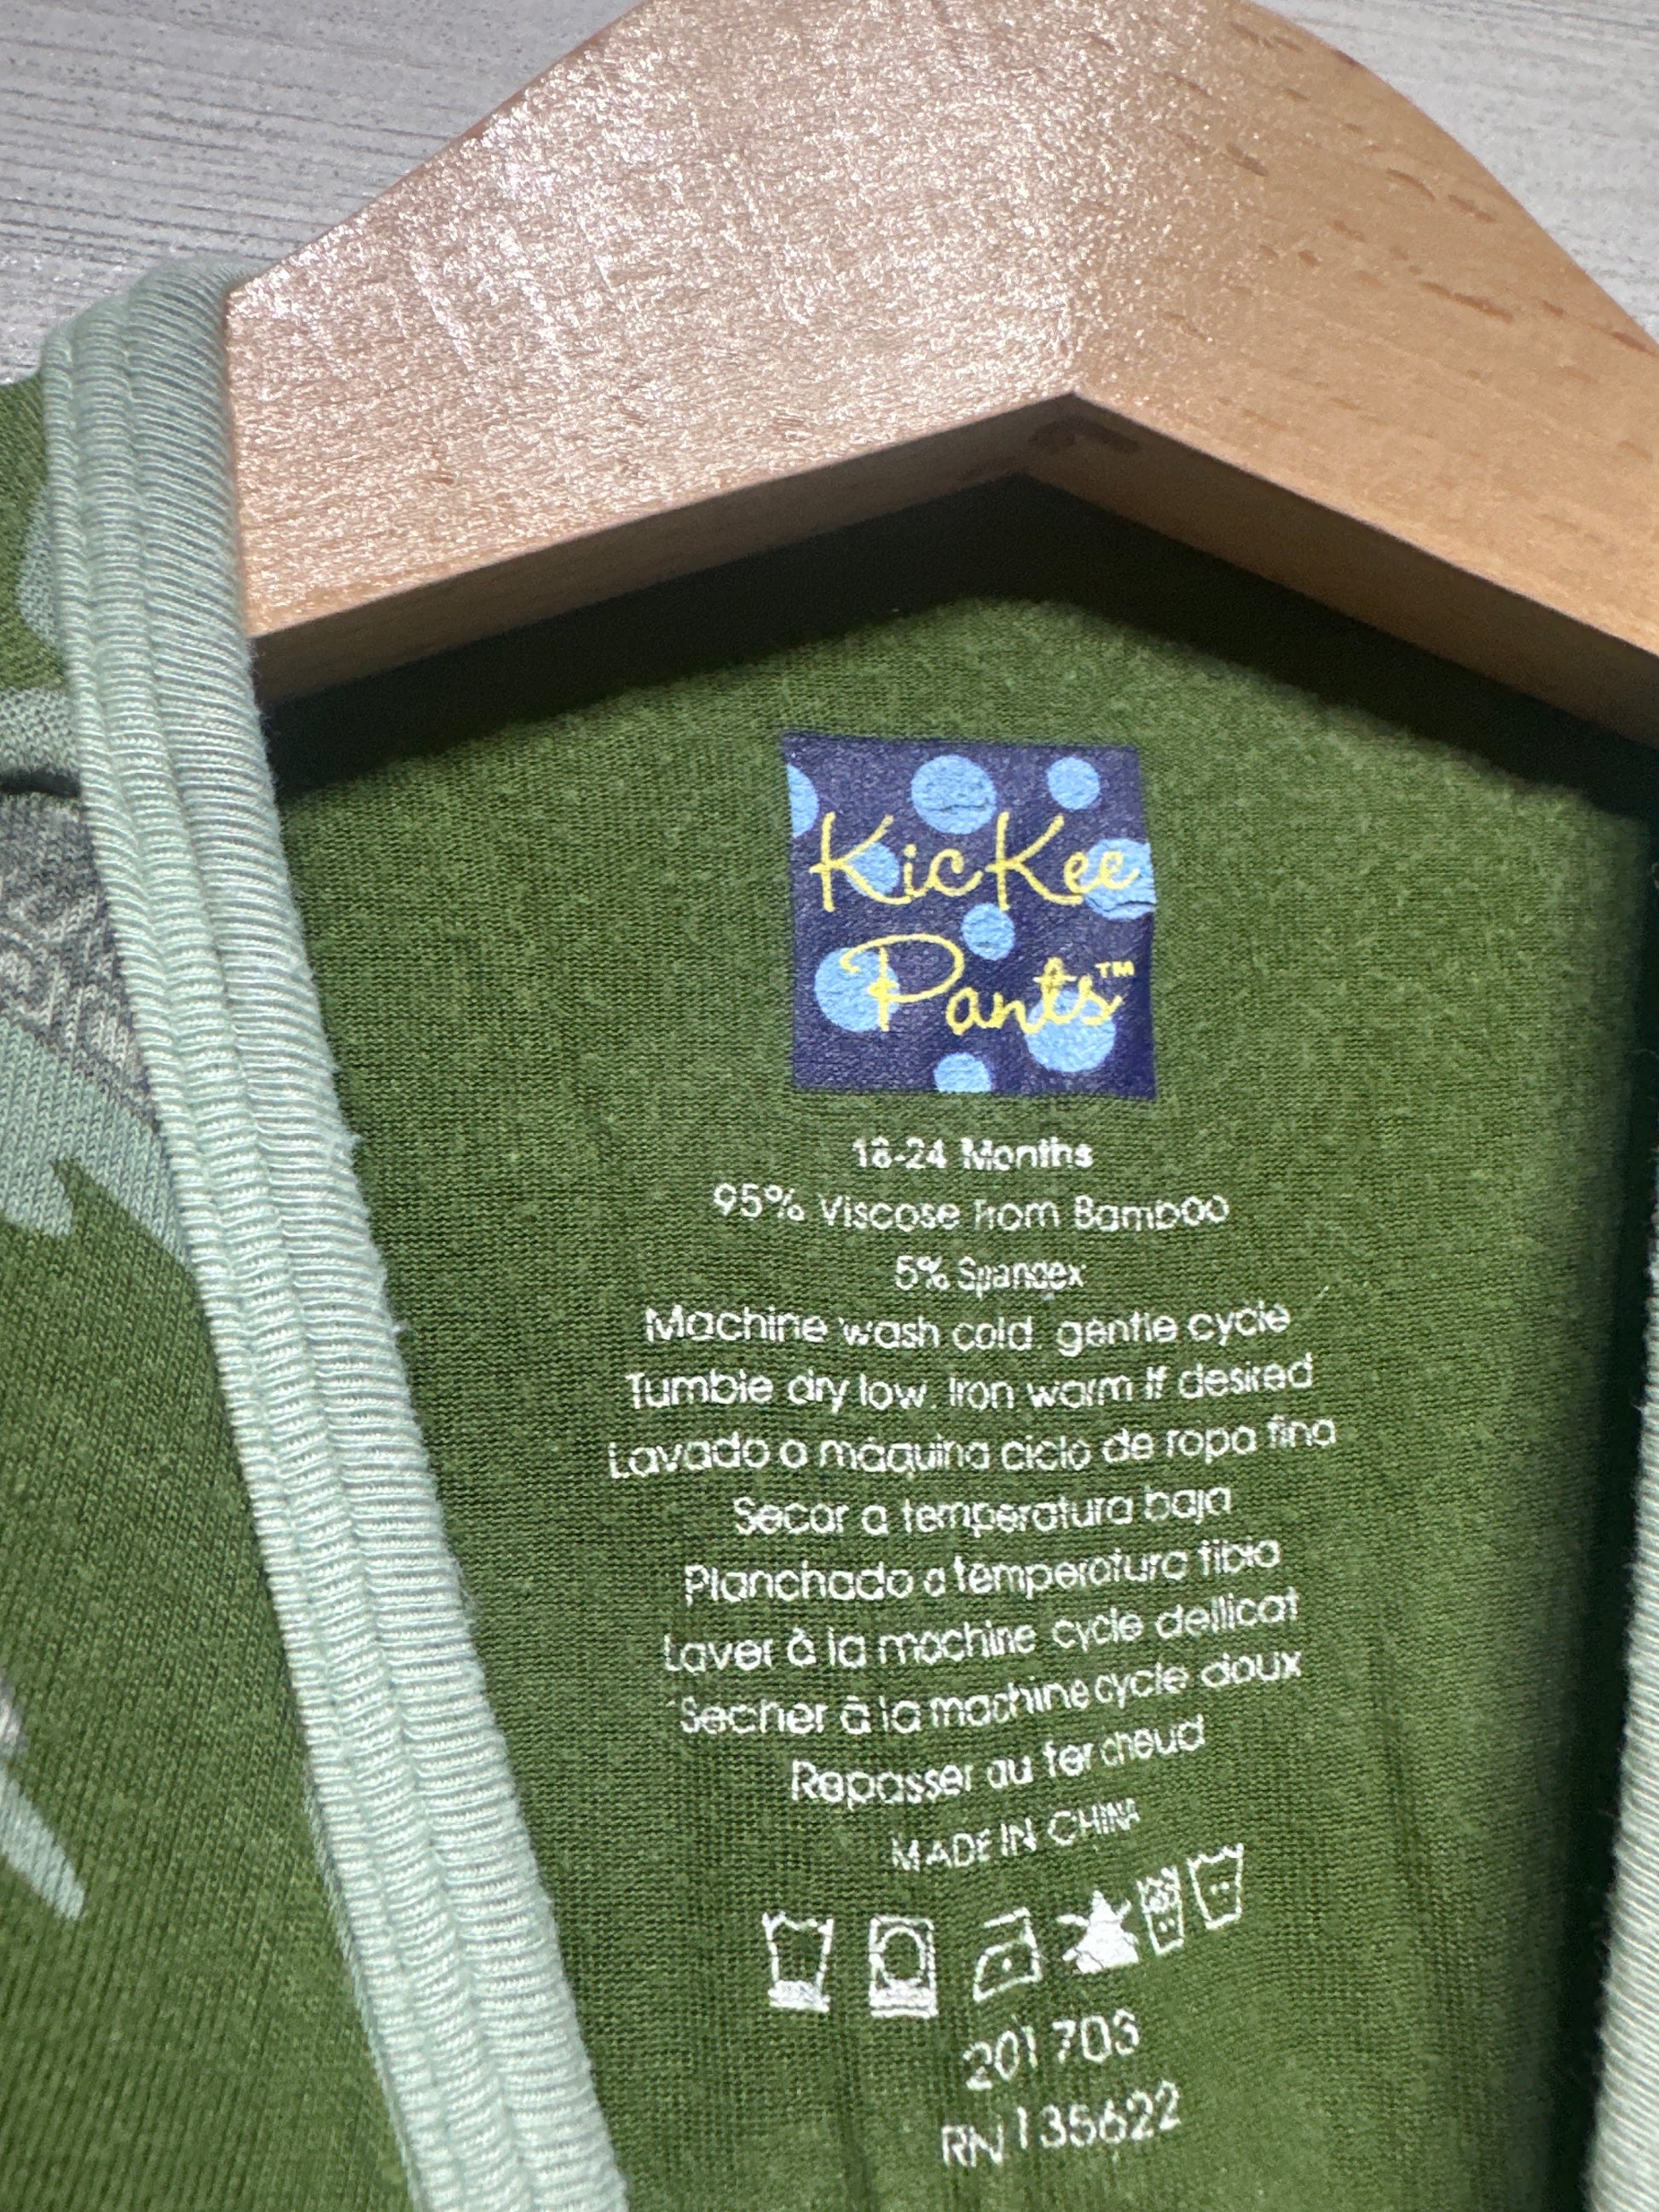 KicKee
Pants™
18-24 Months
95% Viscose from Bamboo
5% Spandex
Machine wash cold. gentle cycle
Tumble dry low. Iron warm if desired
Lavado a máquina ciclo de ropa fina
Secar a temperatura baja
Planchado a temperatura tibia
Laver à la machine cycle dellicat
Secher à la machine cycle doux
Repasser au fer cheud
MADE IN CHINA
201703
RN135622